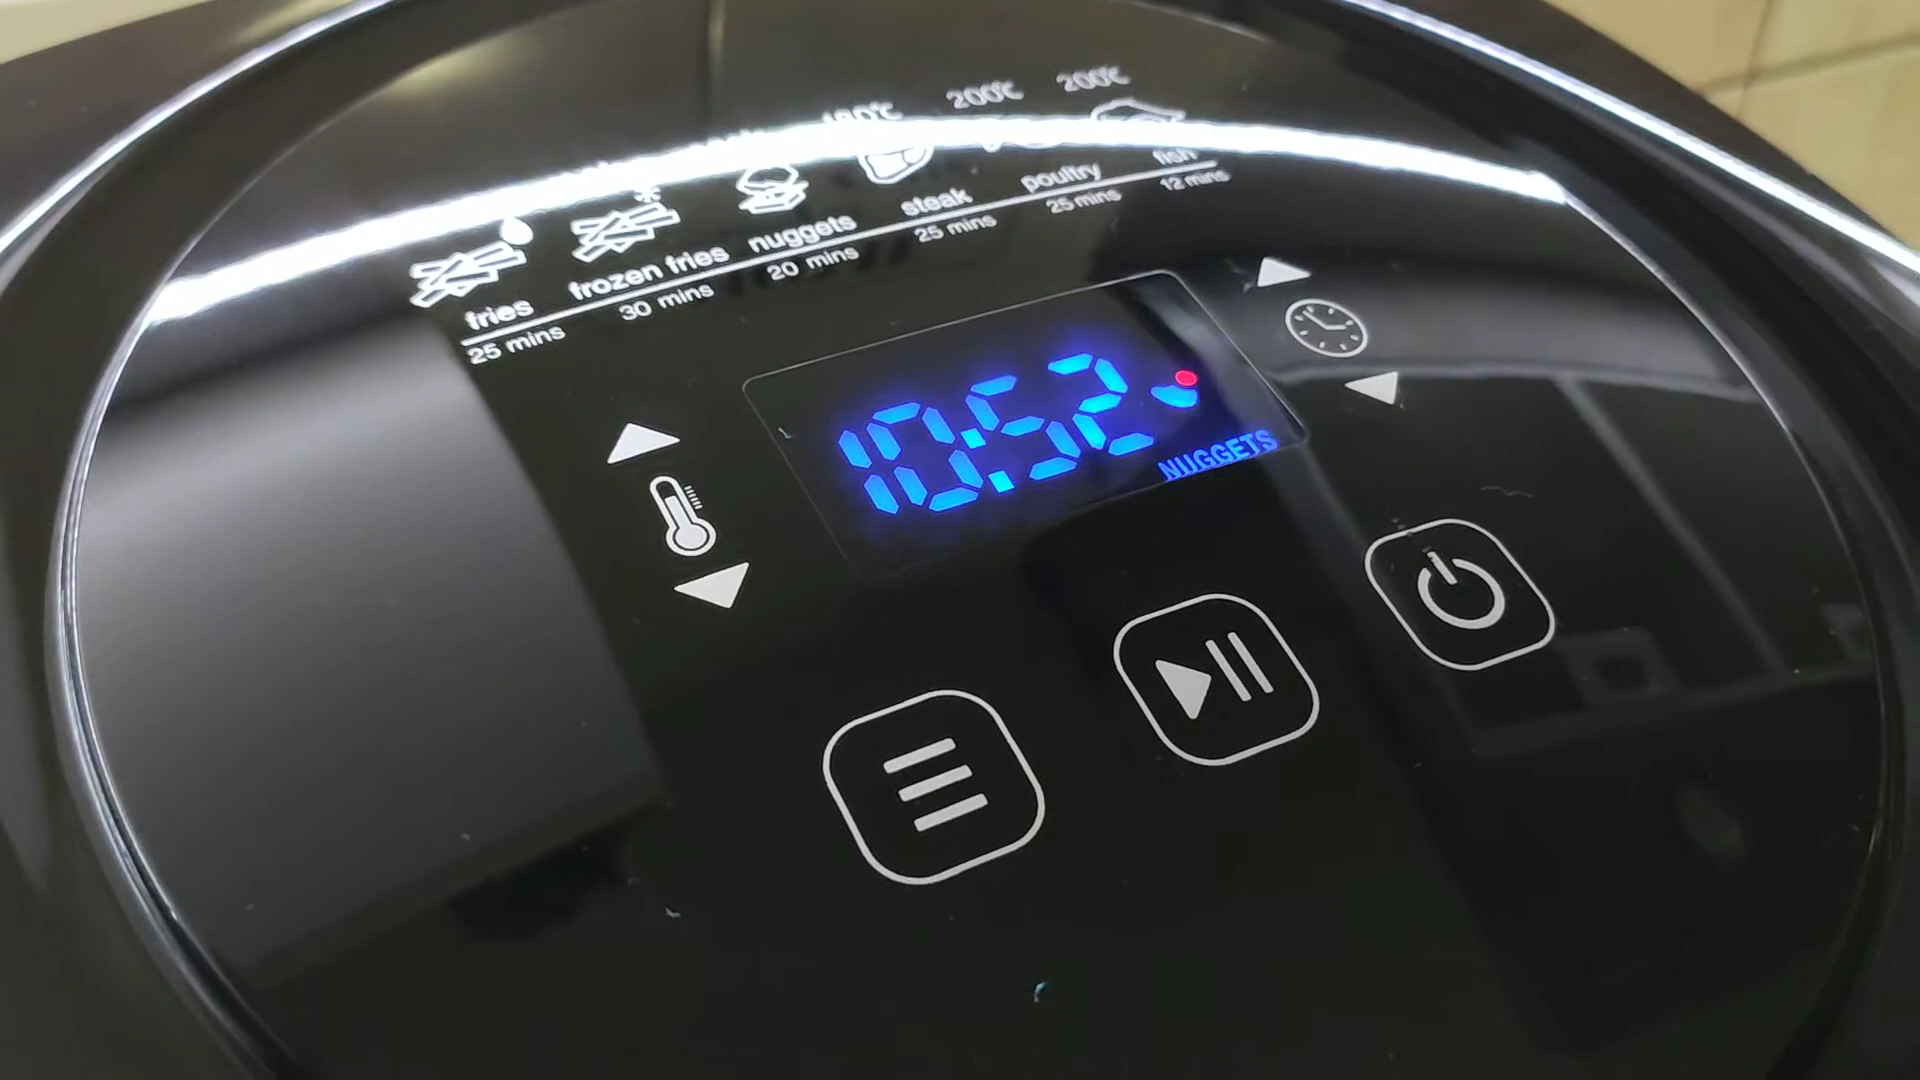 180℃ 200℃ 200℃
fries frozen fries nuggets steak poultry fish
25 mins 30 mins 20 mins 25 mins 25 mins 12 mins
10:52
NUGGETS